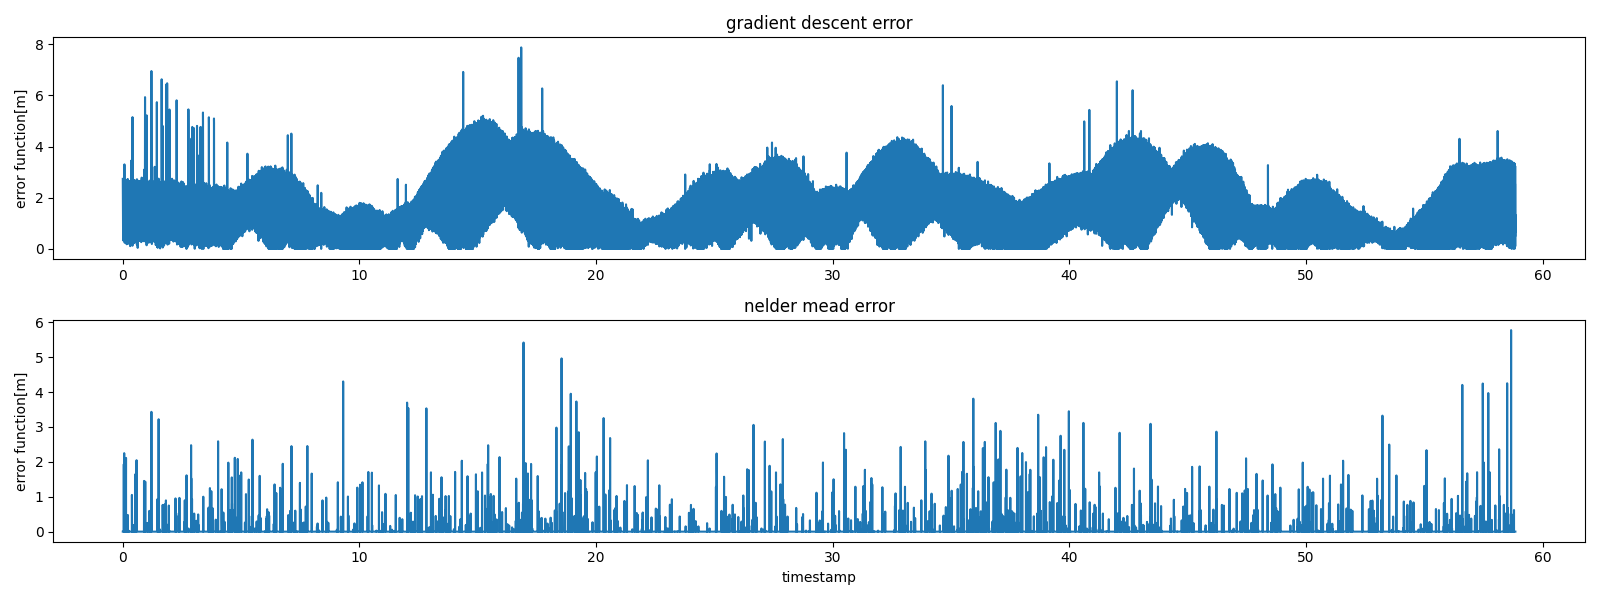 gradient descent error
error function[m]
8
6
4
2
0
0 10 20 30 40 50 60
nelder mead error
error function[m]
6
5
4
3
2
1
0
0 10 20 30 40 50 60
timestamp